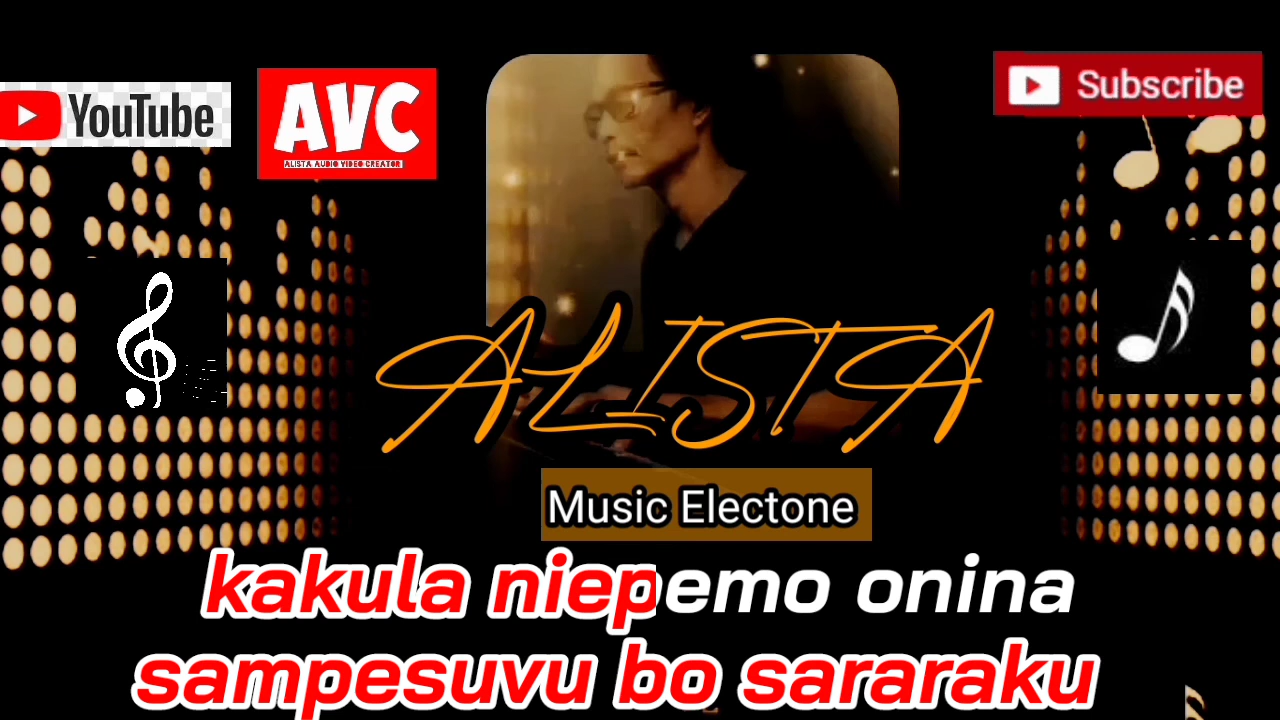 YouTube
AVC
ALISTA AUDIO VIDEO CREATOR
Subscribe
ALISTA
Music Electone
kakula niepemo onina
sampesuvu bo sararaku